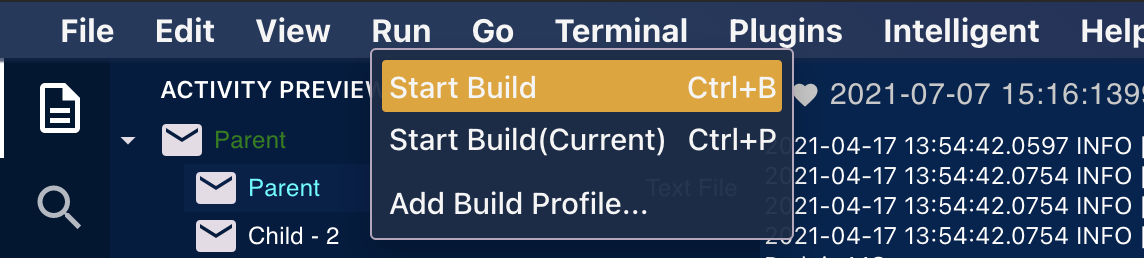 File Edit View Run Go Terminal Plugins Intelligent Help
ACTIVITY PREVIEW
Start Build Ctrl+B
2021-07-07 15:16:139
Start Build(Current) Ctrl+P
Parent
Parent
Text File
Add Build Profile...
Child - 2
2021-04-17 13:54:42.0597 INFO
2021-04-17 13:54:42.0754 INFO
2021-04-17 13:54:42.0754 INFO
2021-04-17 13:54:42.0754 INFO